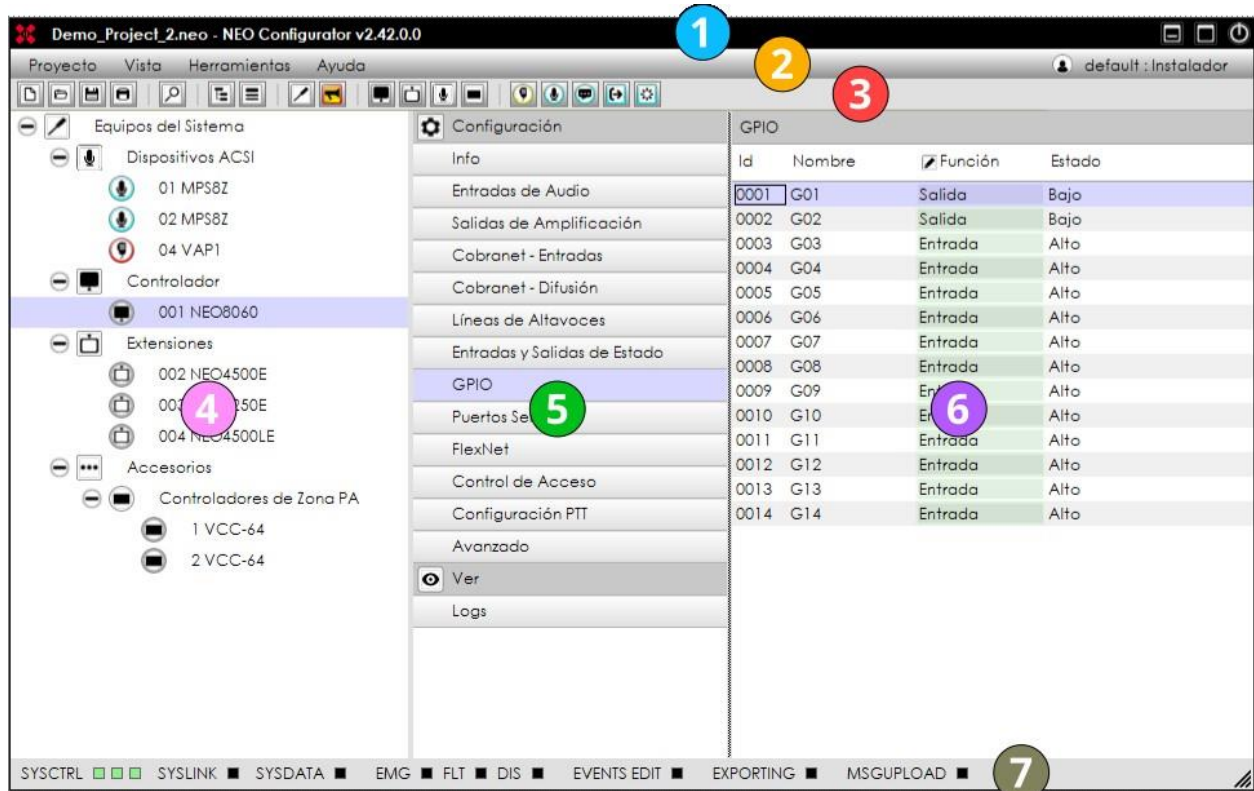 Demo_Project_2.neo - NEO Configurator v2.42.0.0
1
Proyecto Vista Herramientas Ayuda
2
default : Instalador
3
Equipos del Sistema
Dispositivos ACSI
01 MPS8Z
02 MPS8Z
04 VAP1
Controlador
001 NEO8060
Extensiones
002 NEO4500E
4
004 NEO4500LE
Accesorios
Controladores de Zona PA
1 VCC-64
2 VCC-64
Configuración
Info
Entradas de Audio
Salidas de Amplificación
Cobranet - Entradas
Cobranet - Difusión
Líneas de Altavoces
Entradas y Salidas de Estado
GPIO
5
Puertos
FlexNet
Control de Acceso
Configuración PTT
Avanzado
Ver
Logs
GPIO
Id Nombre Función Estado
0001 G01 Salida Bajo
0002 G02 Salida Bajo
0003 G03 Entrada Alto
0004 G04 Entrada Alto
0005 G05 Entrada Alto
0006 G06 Entrada Alto
0007 G07 Entrada Alto
0008 G08 Entrada Alto
0009 G09 Alto
6
0010 G10 Alto
0011 G11 Entrada Alto
0012 G12 Entrada Alto
0013 G13 Entrada Alto
0014 G14 Entrada Alto
SYSCTRL SYSLINK SYSDATA EMG FLT DIS EVENTS EDIT EXPORTING MSGUPLOAD
7